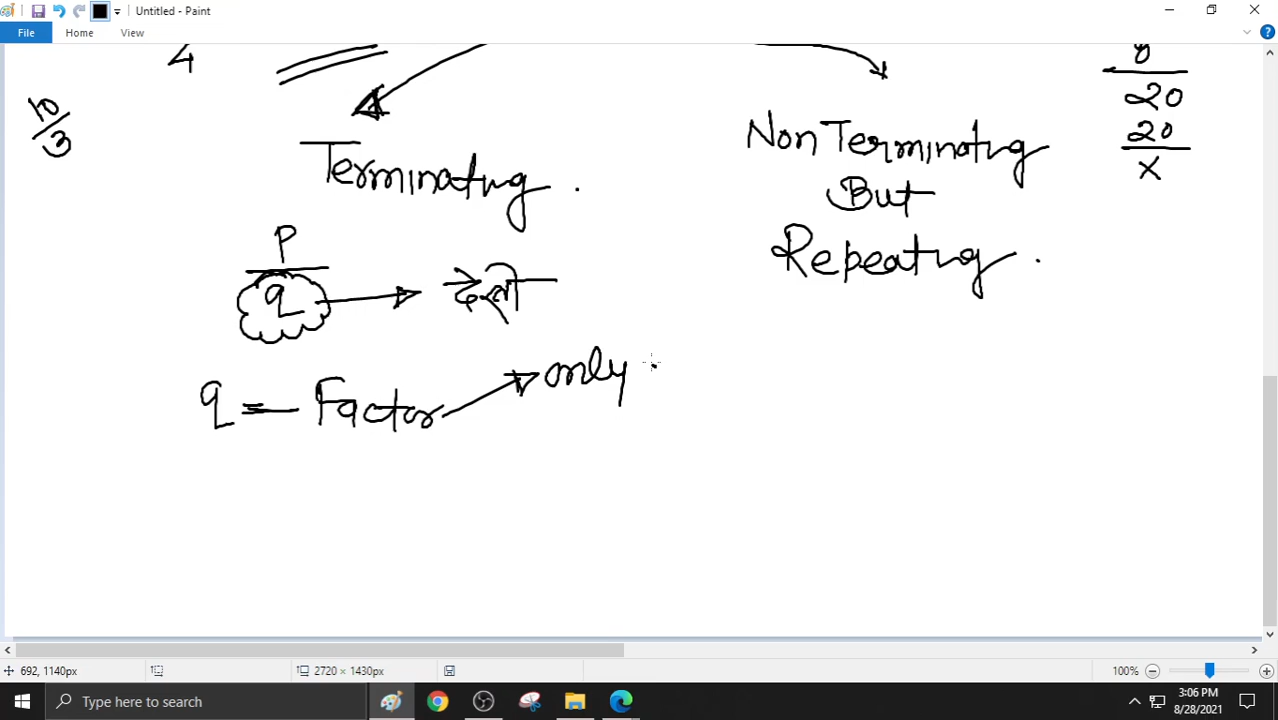 Untitled - Paint
File Home View
4
10
3
Terminating.
Non Terminating
But
Repeating.
8
20
20
x
P
q → देखो
q = Factor → only
692, 1140px
2720 × 1430px
100%
Type here to search
3:06 PM
8/28/2021